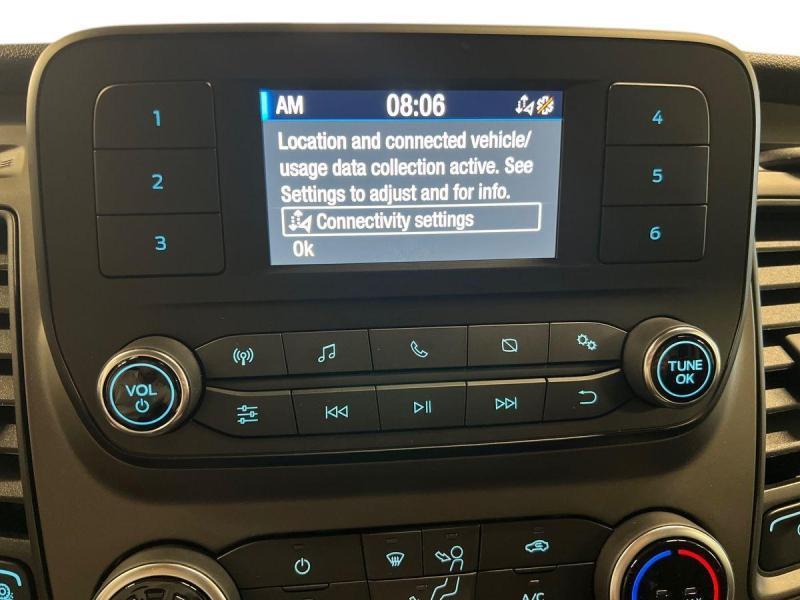 AM 08:06
Location and connected vehicle/
usage data collection active. See
Settings to adjust and for info.
Connectivity settings
Ok
1
2
3
4
5
6
VOL
TUNE
OK
A/C